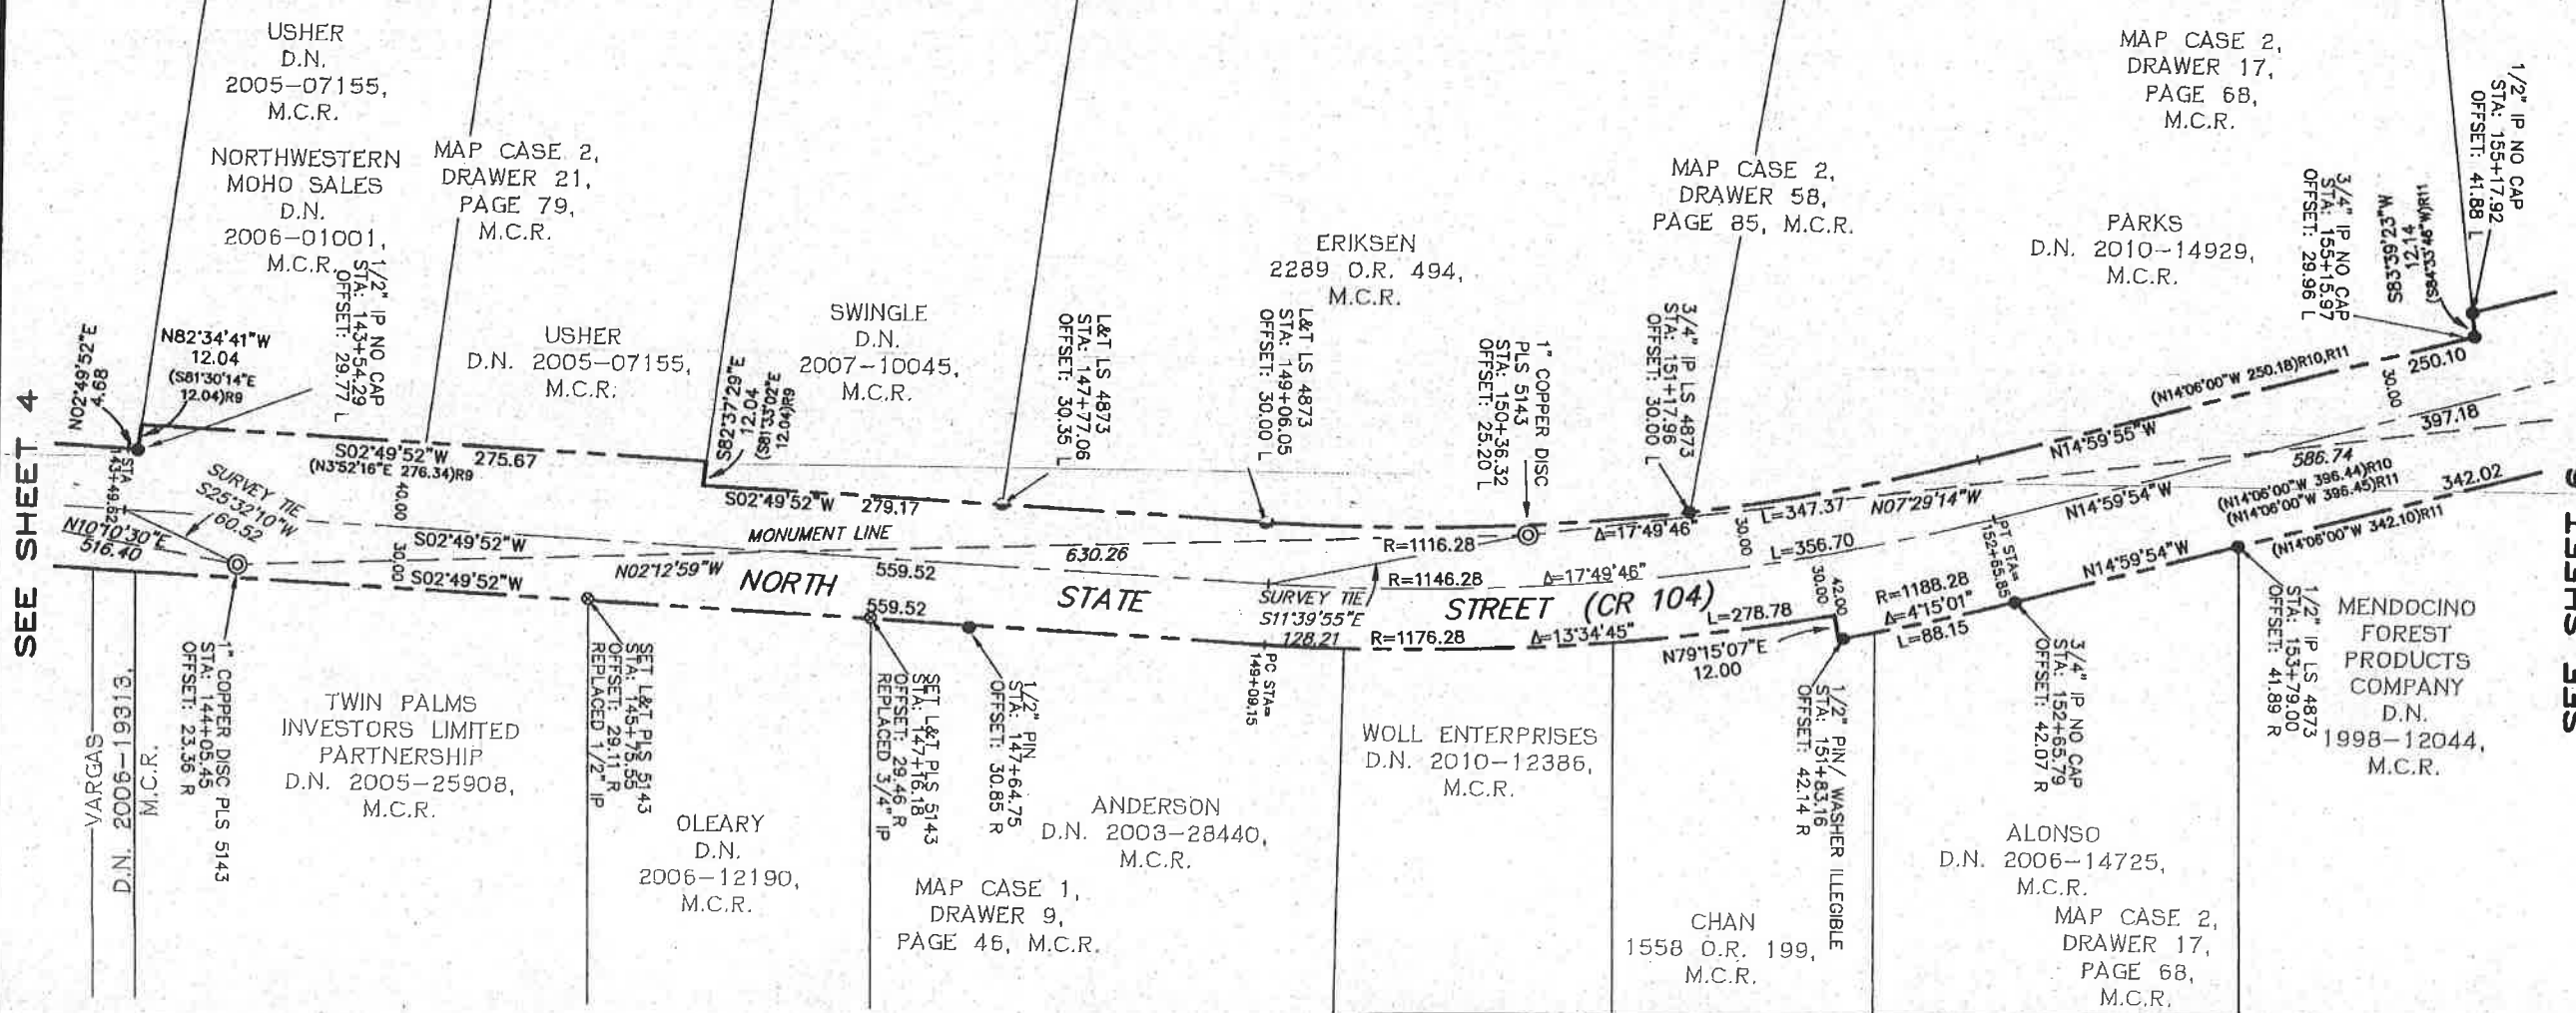 SEE SHEET 4
USHER
D.N.
2005-07155,
M.C.R.
NORTHWESTERN
MOHO SALES
D.N.
2006-01001,
M.C.R.
MAP CASE 2,
DRAWER 21,
PAGE 79,
M.C.R.
N02°49'52"E
4.68
N82°34'41"W
12.04
(S81°30'14"E
12.04)R9
1/2" IP NO CAP
STA: 143+54.29
OFFSET: 29.77 L
USHER
D.N. 2005-07155,
M.C.R.
SWINGLE
D.N.
2007-10045,
M.C.R.
S82°37'29"E
12.04
(S81°33'02"E
12.04)R9
L&T LS 4873
STA: 147+77.06
OFFSET: 30.35 L
ERIKSEN
2289 O.R. 494,
M.C.R.
L&T LS 4873
STA: 149+06.05
OFFSET: 30.00 L
1" COPPER DISC
PLS 5143
STA: 150+36.32
OFFSET: 25.20 L
MAP CASE 2,
DRAWER 58,
PAGE 85, M.C.R.
3/4" IP LS 4873
STA: 151+17.96
OFFSET: 30.00 L
MAP CASE 2,
DRAWER 17,
PAGE 68,
M.C.R.
PARKS
D.N. 2010-14929,
M.C.R.
3/4" IP NO CAP
STA: 155+15.97
OFFSET: 29.96 L
1/2" IP NO CAP
STA: 155+17.92
OFFSET: 41.88 L
S83°39'23"W
12.14
(S84°33'46"W)R11
S02°49'52"W 275.67
(N3°52'16"E 276.34)R9
S02°49'52"W 279.17
STA
143+49.62
SURVEY TIE
S25°32'10"W
60.52
N10°10'30"E
516.40
40.00
30.00
S02°49'52"W
S02°49'52"W
MONUMENT LINE
N02°12'59"W
630.26
559.52
559.52
NORTH
STATE
STREET (CR 104)
SURVEY TIE
S11°39'55"E
128.21
R=1116.28
Δ=17°49'46"
L=347.37
R=1146.28
Δ=17°49'46"
L=356.70
R=1176.28
Δ=13°34'45"
L=278.78
30.00
N07°29'14"W
30.00
42.00
N79°15'07"E
12.00
R=1188.28
Δ=4°15'01"
L=88.15
PT STA=
152+65.85
N14°59'55"W
(N14°06'00"W 250.18)R10,R11
250.10
30.00
397.18
586.74
N14°59'54"W
(N14°06'00"W 396.44)R10
(N14°06'00"W 396.45)R11
342.02
(N14°06'00"W 342.10)R11
N14°59'54"W
VARGAS
D.N. 2006-19313,
M.C.R.
1" COPPER DISC PLS 5143
STA: 144+05.45
OFFSET: 23.36 R
TWIN PALMS
INVESTORS LIMITED
PARTNERSHIP
D.N. 2005-25908,
M.C.R.
SET L&T PLS 5143
STA: 145+75.55
OFFSET: 29.11 R
REPLACED 1/2" IP
OLEARY
D.N.
2006-12190,
M.C.R.
SET L&T PLS 5143
STA: 147+16.18
OFFSET: 29.46 R
REPLACED 3/4" IP
1/2" PIN
STA: 147+64.75
OFFSET: 30.85 R
ANDERSON
D.N. 2003-28440,
M.C.R.
MAP CASE 1,
DRAWER 9,
PAGE 46, M.C.R.
PC STA=
149+09.15
WOLL ENTERPRISES
D.N. 2010-12386,
M.C.R.
CHAN
1558 O.R. 199,
M.C.R.
1/2" PIN/ WASHER ILLEGIBLE
STA: 151+83.16
OFFSET: 42.14 R
3/4" IP NO CAP
STA: 152+65.79
OFFSET: 42.07 R
ALONSO
D.N. 2006-14725,
M.C.R.
MAP CASE 2,
DRAWER 17,
PAGE 68,
M.C.R.
1/2" IP LS 4873
STA: 153+79.00
OFFSET: 41.89 R
MENDOCINO
FOREST
PRODUCTS
COMPANY
D.N.
1998-12044,
M.C.R.
SEE SHEET